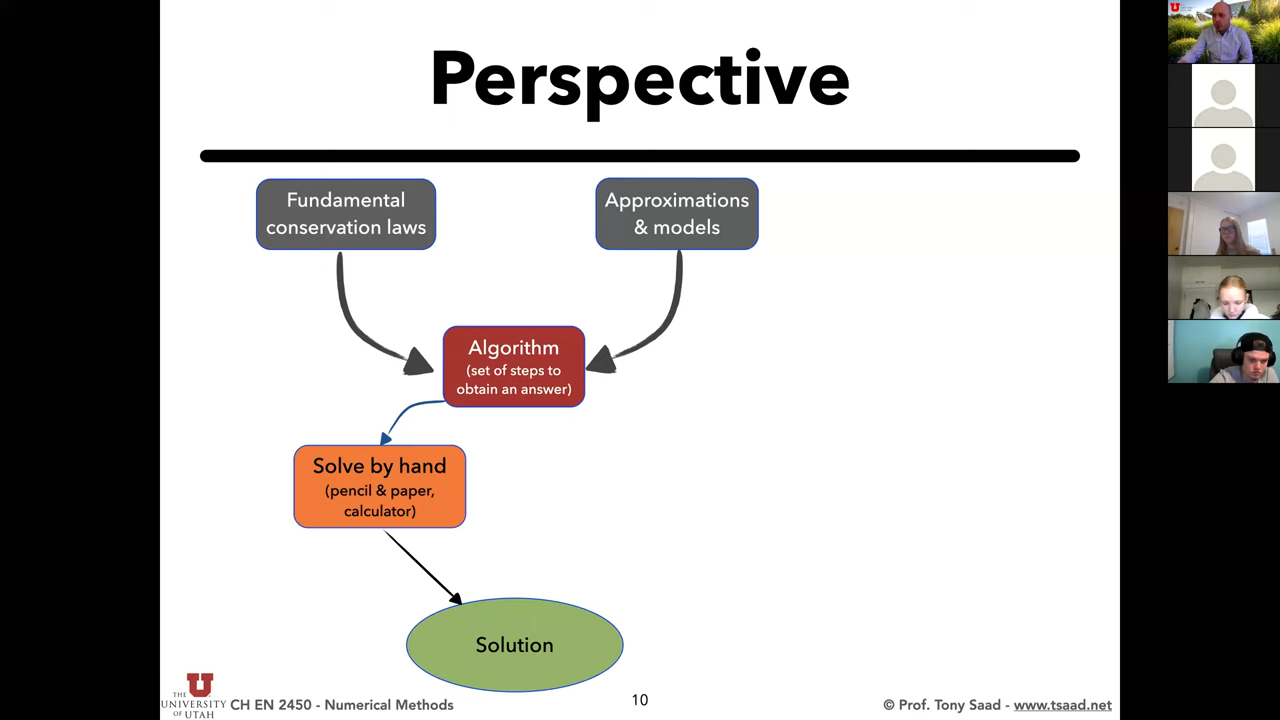 Perspective
Fundamental
conservation laws
Approximations
& models
Algorithm
(set of steps to
obtain an answer)
Solve by hand
(pencil & paper,
calculator)
Solution
U
THE
UNIVERSITY
OF UTAH
CH EN 2450 - Numerical Methods
10
© Prof. Tony Saad - www.tsaad.net
U